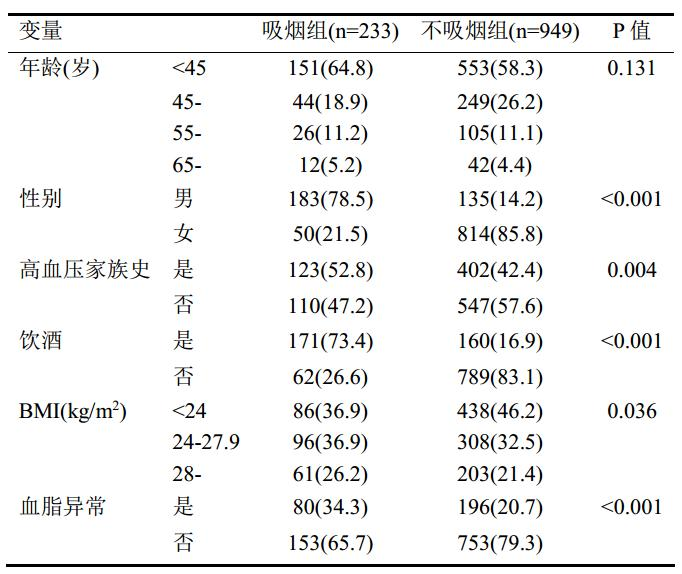 变量 吸烟组(n=233) 不吸烟组(n=949) P 值
年龄(岁) <45 151(64.8) 553(58.3) 0.131
45- 44(18.9) 249(26.2)
55- 26(11.2) 105(11.1)
65- 12(5.2) 42(4.4)
性别 男 183(78.5) 135(14.2) <0.001
女 50(21.5) 814(85.8)
高血压家族史 是 123(52.8) 402(42.4) 0.004
否 110(47.2) 547(57.6)
饮酒 是 171(73.4) 160(16.9) <0.001
否 62(26.6) 789(83.1)
BMI(kg/m²) <24 86(36.9) 438(46.2) 0.036
24-27.9 96(36.9) 308(32.5)
28- 61(26.2) 203(21.4)
血脂异常 是 80(34.3) 196(20.7) <0.001
否 153(65.7) 753(79.3)